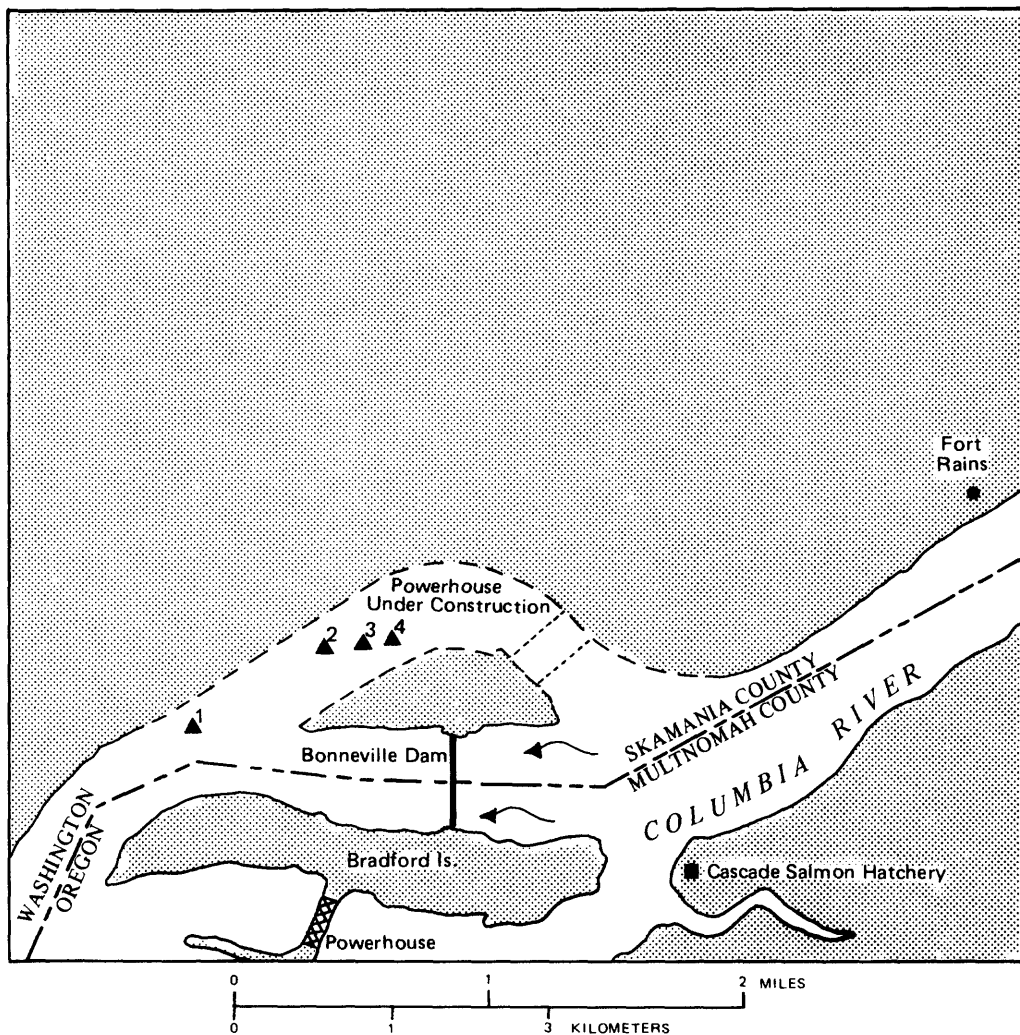 Fort
Rains
Powerhouse
Under Construction
2
3
4
1
SKAMANIA COUNTY
MULTNOMAH COUNTY
Bonneville Dam
COLUMBIA RIVER
WASHINGTON
OREGON
Bradford Is.
Cascade Salmon Hatchery
Powerhouse
0 1 2 MILES
0 1 3 KILOMETERS